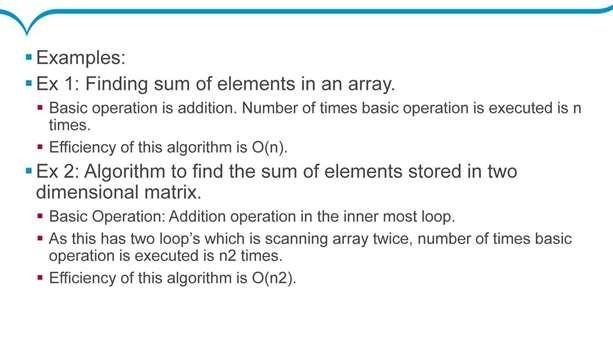 Examples:
Ex 1: Finding sum of elements in an array.
Basic operation is addition. Number of times basic operation is executed is n
times.
Efficiency of this algorithm is O(n).
Ex 2: Algorithm to find the sum of elements stored in two
dimensional matrix.
Basic Operation: Addition operation in the inner most loop.
As this has two loop’s which is scanning array twice, number of times basic
operation is executed is n2 times.
Efficiency of this algorithm is O(n2).